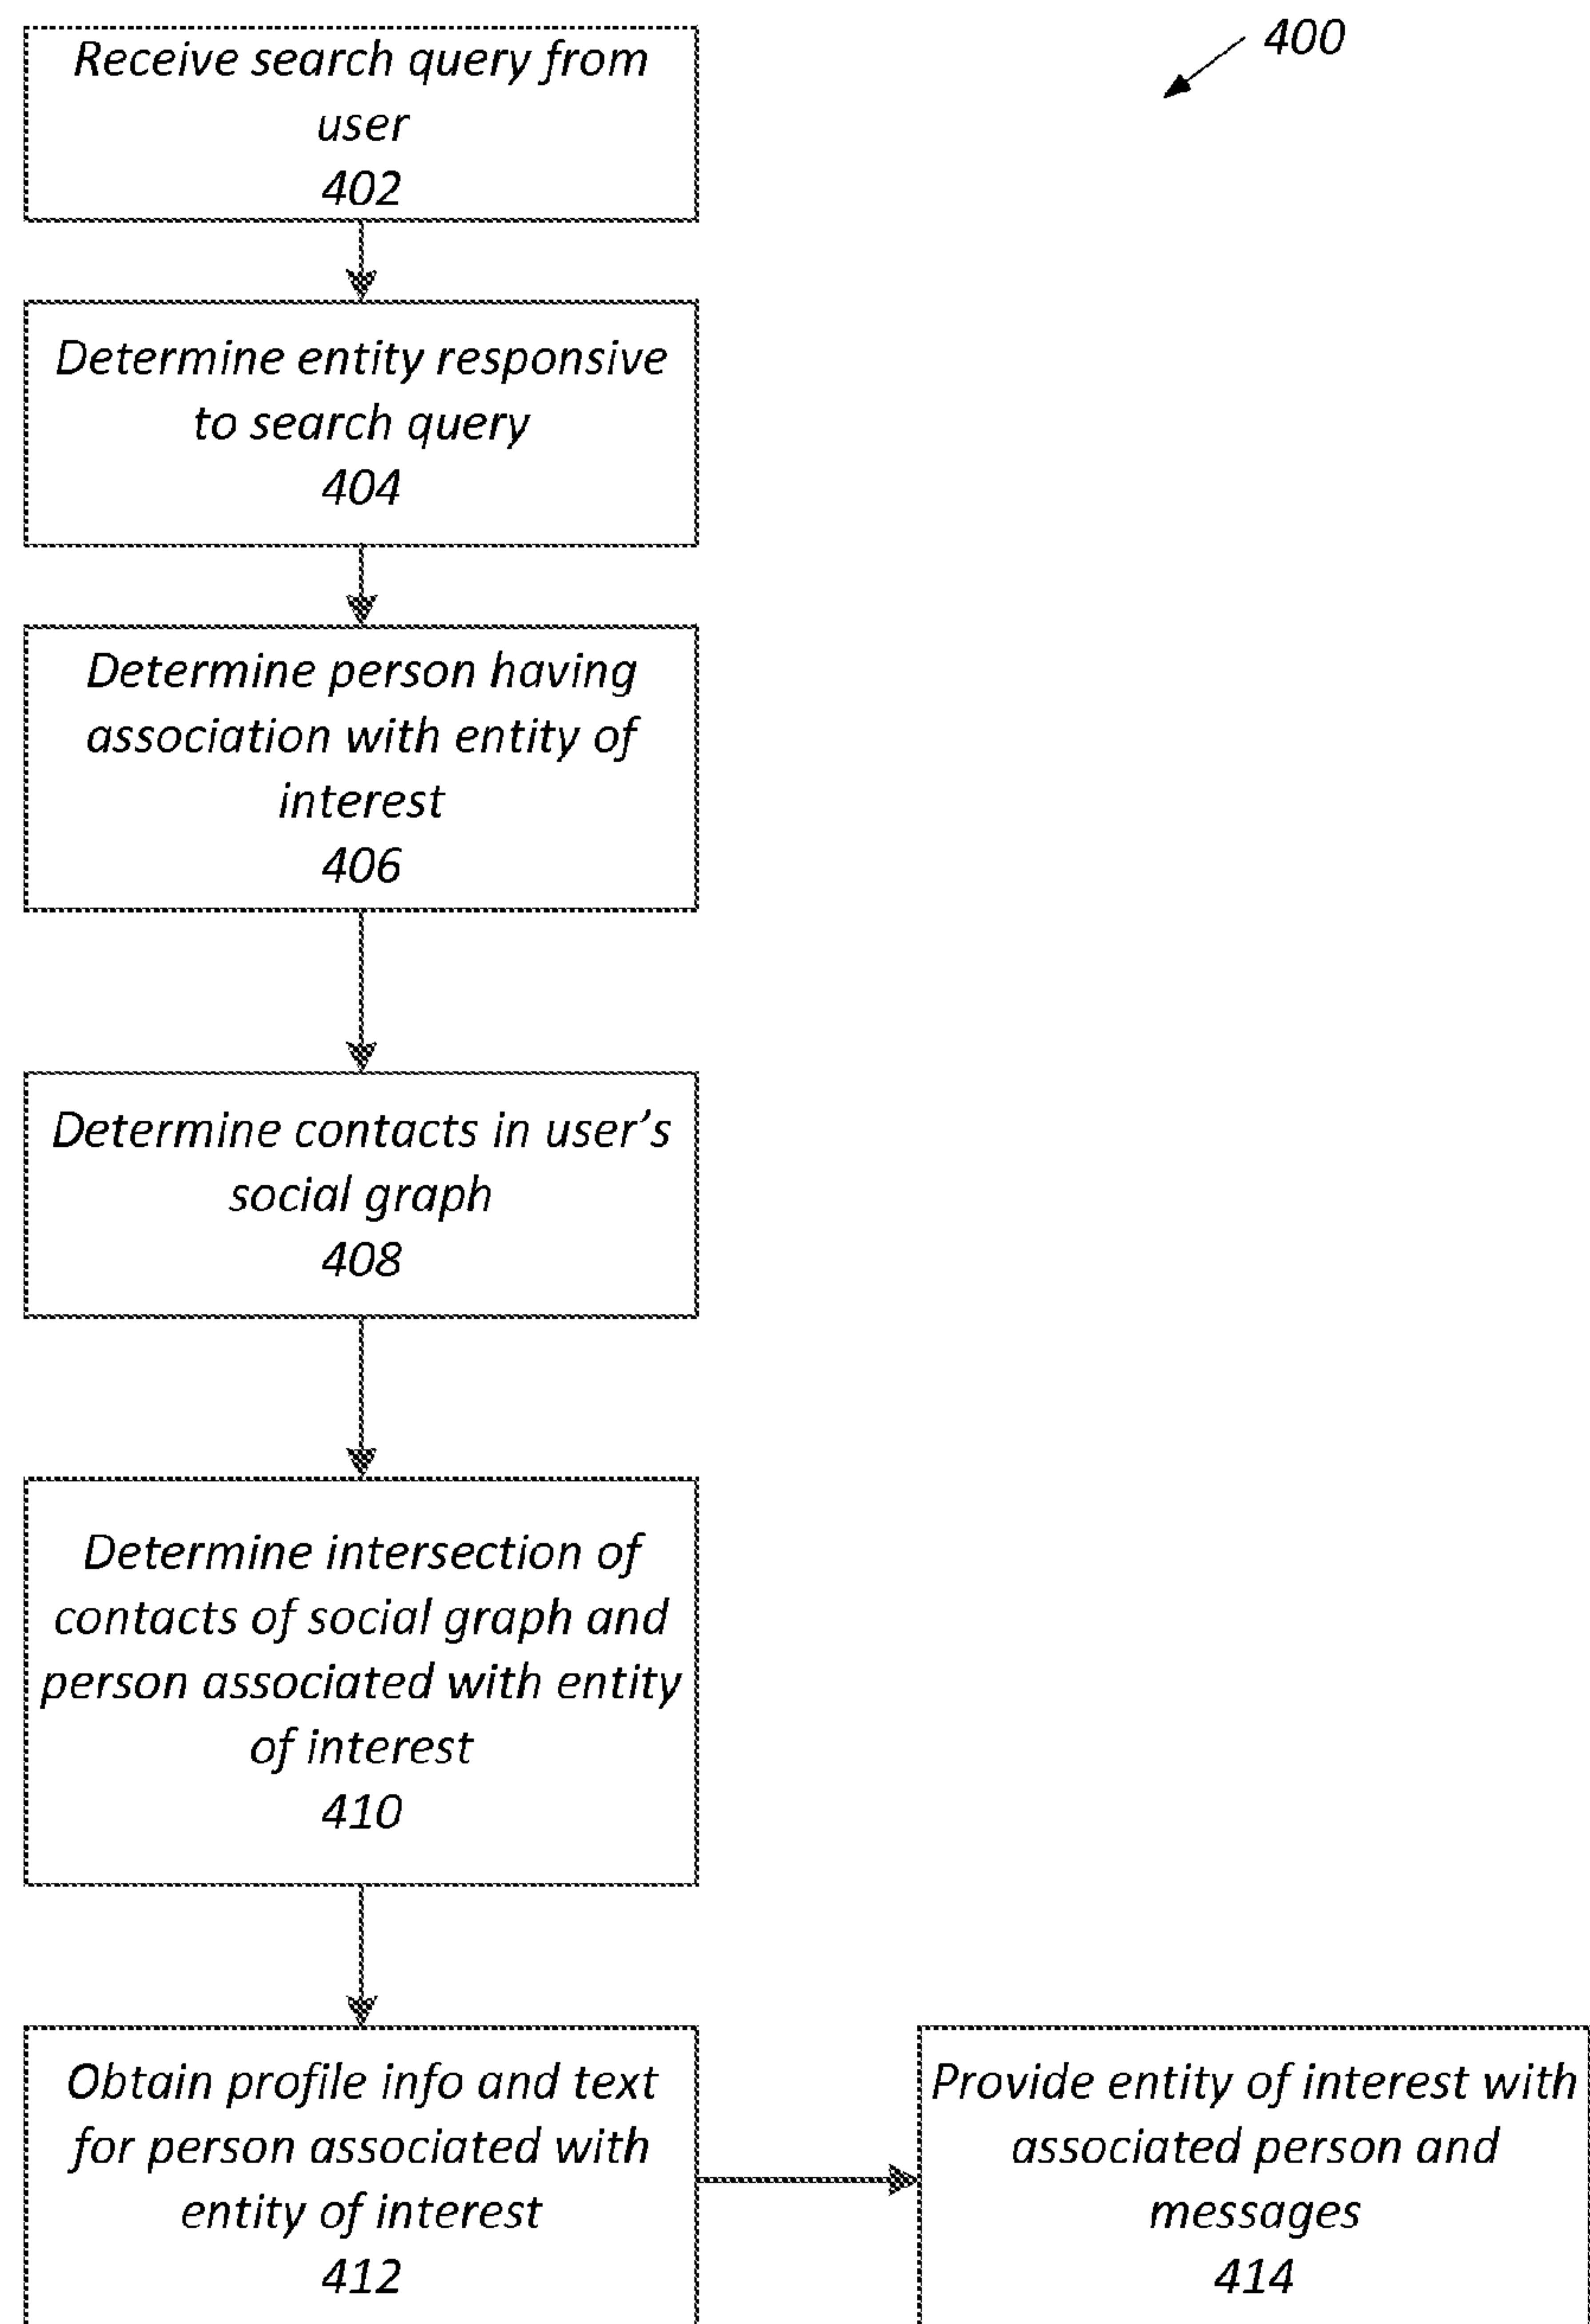 400
Receive search query from
user
402
Determine entity responsive
to search query
404
Determine person having
association with entity of
interest
406
Determine contacts in user’s
social graph
408
Determine intersection of
contacts of social graph and
person associated with entity
of interest
410
Obtain profile info and text
for person associated with
entity of interest
412
Provide entity of interest with
associated person and
messages
414